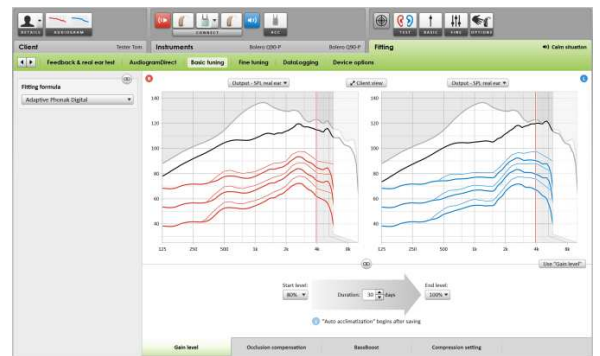 DETAILS AUDIOGRAM CONNECT ACC TEST BASIC FINE OPTIONS
Client Tester Tom Instruments Bolero Q90-P Bolero Q90-P Fitting Calm situation
Feedback & real ear test AudiogramDirect Basic tuning Fine tuning DataLogging Device options
Fitting formula
Adaptive Phonak Digital
Output - SPL real ear Client view Output - SPL real ear
140 140
120 120
100 100
80 80
60 60
40 40
125 250 500 1k 2k 4k 8k 125 250 500 1k 2k 4k 8k
Use "Gain level"
Start level: End level:
80% Duration: 30 days 100%
"Auto acclimatization" begins after saving
Gain level Occlusion compensation BassBoost Compression setting